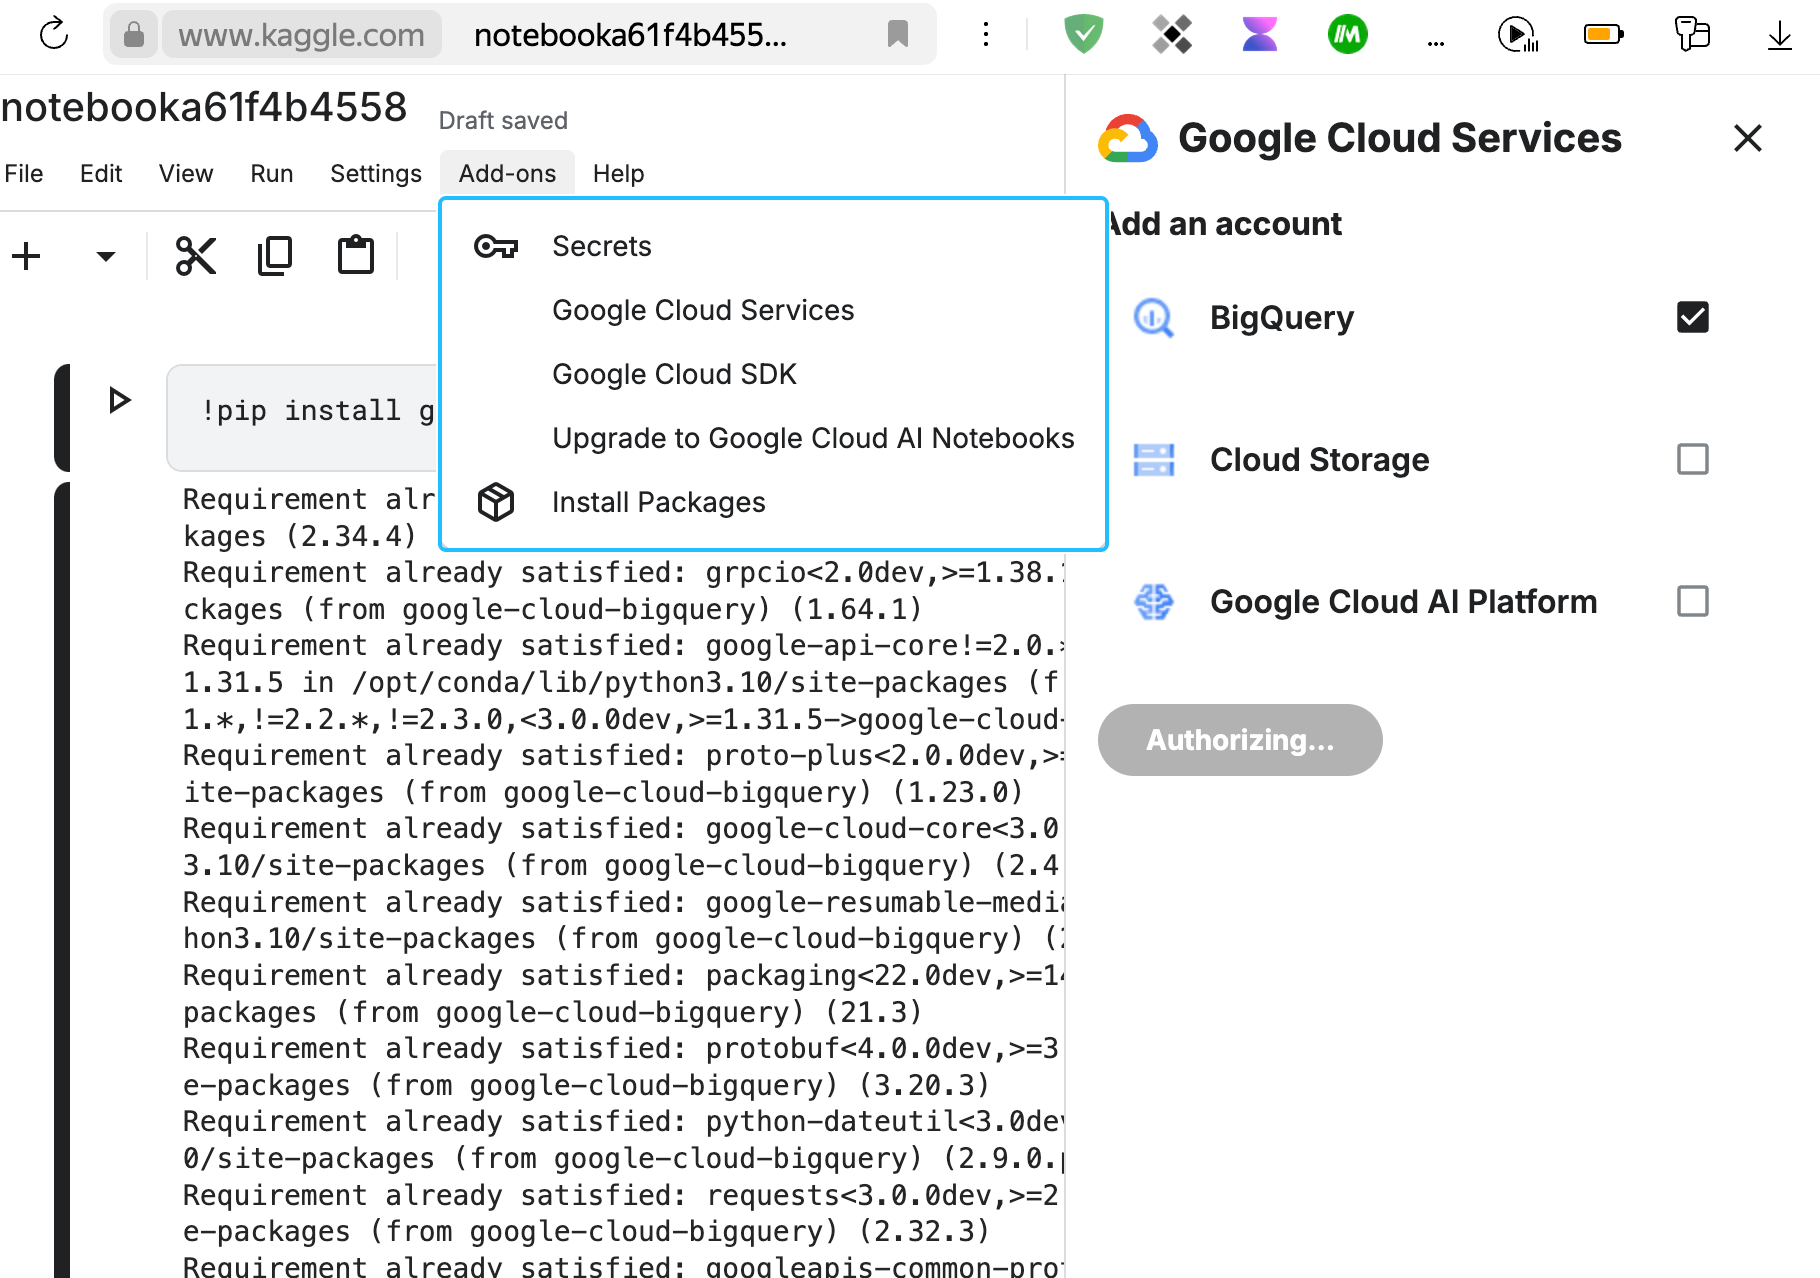 www.kaggle.com notebooka61f4b455...
notebooka61f4b4558 Draft saved
File Edit View Run Settings Add-ons Help
Secrets
Google Cloud Services
Google Cloud SDK
Upgrade to Google Cloud AI Notebooks
Install Packages
!pip install g
Requirement alr
kages (2.34.4)
Requirement already satisfied: grpcio<2.0dev,>=1.38.
ckages (from google-cloud-bigquery) (1.64.1)
Requirement already satisfied: google-api-core!=2.0.
1.31.5 in /opt/conda/lib/python3.10/site-packages (f
1.*,!=2.2.*,!=2.3.0,<3.0.0dev,>=1.31.5->google-cloud-
Requirement already satisfied: proto-plus<2.0.0dev,>=
ite-packages (from google-cloud-bigquery) (1.23.0)
Requirement already satisfied: google-cloud-core<3.0
3.10/site-packages (from google-cloud-bigquery) (2.4
Requirement already satisfied: google-resumable-media
hon3.10/site-packages (from google-cloud-bigquery) (
Requirement already satisfied: packaging<22.0dev,>=14
packages (from google-cloud-bigquery) (21.3)
Requirement already satisfied: protobuf<4.0.0dev,>=3
e-packages (from google-cloud-bigquery) (3.20.3)
Requirement already satisfied: python-dateutil<3.0dev
0/site-packages (from google-cloud-bigquery) (2.9.0.
Requirement already satisfied: requests<3.0.0dev,>=2
e-packages (from google-cloud-bigquery) (2.32.3)
Requirement already satisfied: googleapis-common-pro
Google Cloud Services
Add an account
BigQuery
Cloud Storage
Google Cloud AI Platform
Authorizing...